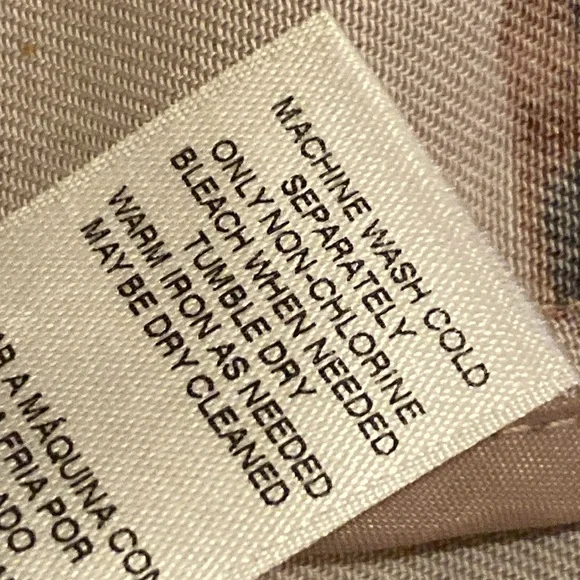 MACHINE WASH COLD
SEPARATELY
ONLY NON-CHLORINE
BLEACH WHEN NEEDED
TUMBLE DRY
WARM IRON AS NEEDED
MAY BE DRY CLEANED
A MÁQUINA CON
FRIA POR